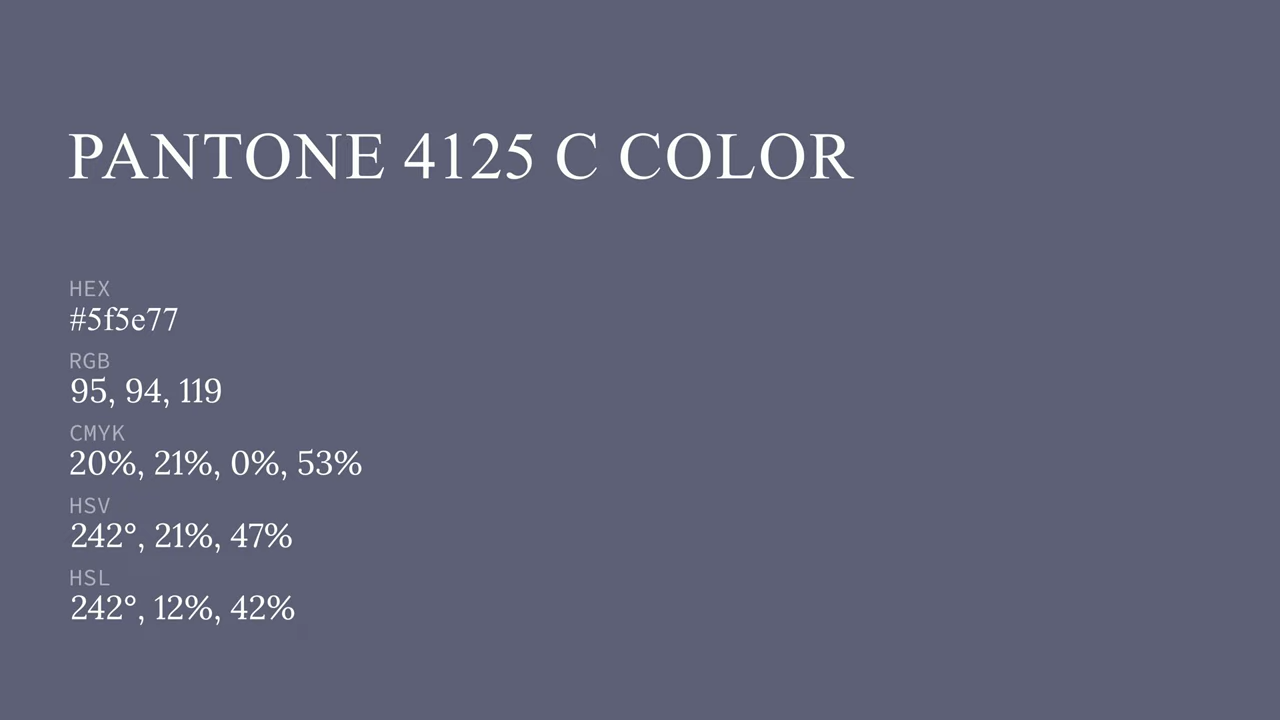 PANTONE 4125 C COLOR
HEX
#5f5e77
RGB
95, 94, 119
CMYK
20%, 21%, 0%, 53%
HSV
242°, 21%, 47%
HSL
242°, 12%, 42%